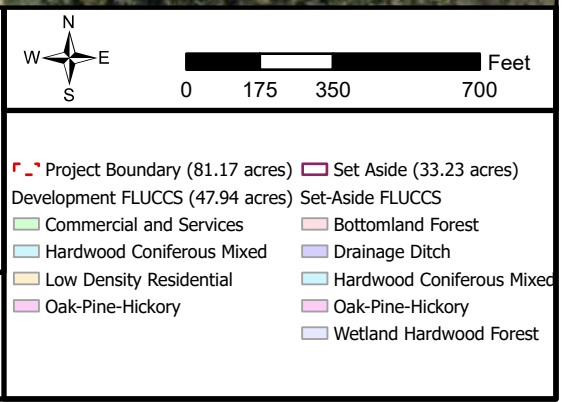 N
W E
S
Feet
0 175 350 700
Project Boundary (81.17 acres) Set Aside (33.23 acres)
Development FLUCCS (47.94 acres) Set-Aside FLUCCS
Commercial and Services Bottomland Forest
Hardwood Coniferous Mixed Drainage Ditch
Low Density Residential Hardwood Coniferous Mixed
Oak-Pine-Hickory Oak-Pine-Hickory
Wetland Hardwood Forest